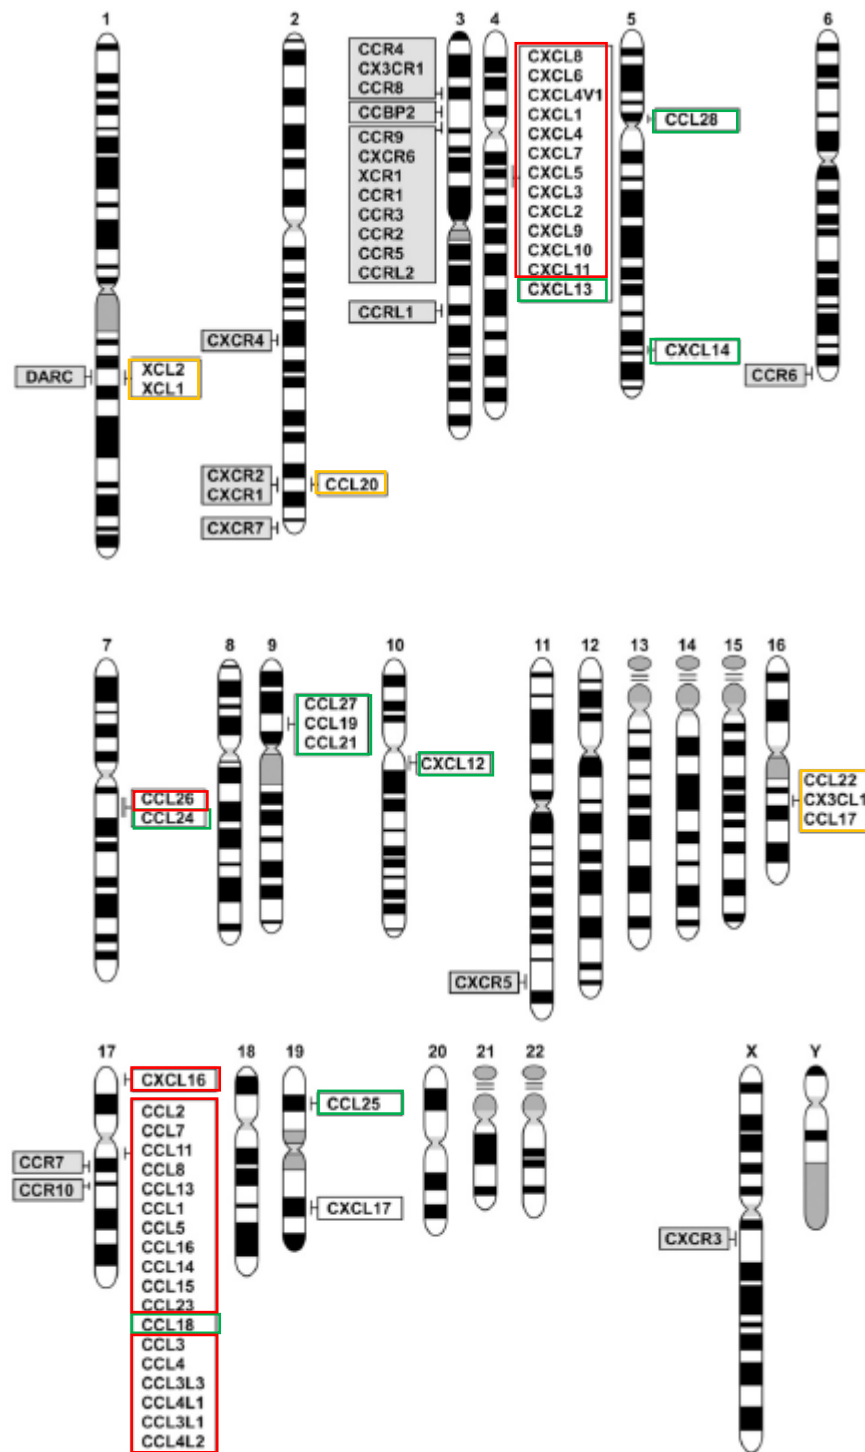 1
2
3
4
5
6
CCR4
CX3CR1
CCR8
CCBP2
CCR9
CXCR6
XCR1
CCR1
CCR3
CCR2
CCR5
CCRL2
CCRL1
CXCL8
CXCL6
CXCL4V1
CXCL1
CXCL4
CXCL7
CXCL5
CXCL3
CXCL2
CXCL9
CXCL10
CXCL11
CXCL13
CCL28
CXCL14
CCR6
DARC
XCL2
XCL1
CXCR4
CXCR2
CXCR1
CCL20
CXCR7
7
8
9
10
11
12
13
14
15
16
CCL26
CCL24
CCL27
CCL19
CCL21
CXCL12
CXCR5
CCL22
CX3CL1
CCL17
17
18
19
20
21
22
X
Y
CXCL16
CCL2
CCL7
CCL11
CCL8
CCL13
CCL1
CCL5
CCL16
CCL14
CCL15
CCL23
CCL18
CCL3
CCL4
CCL3L3
CCL4L1
CCL3L1
CCL4L2
CCR7
CCR10
CCL25
CXCL17
CXCR3